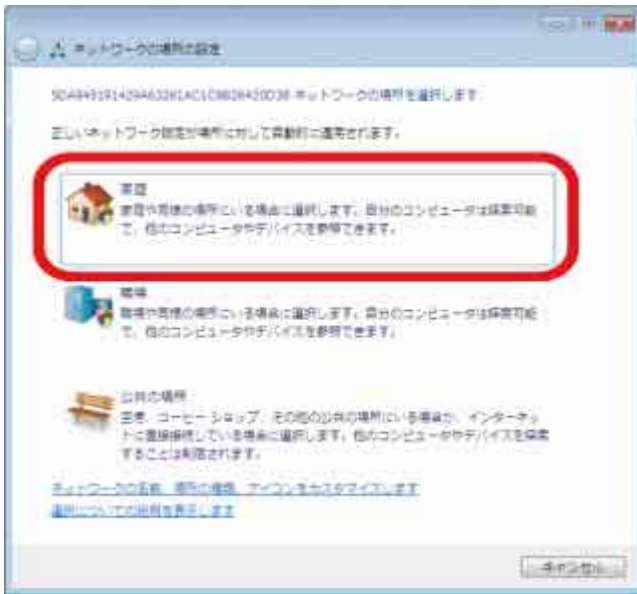 ネットワークの場所の設定
ネットワークの場所を選択します
正しいネットワーク設定が場所に対して自動的に適用されます。
家庭
家庭や同様の場所にいる場合に選択します。自分のコンピュータは探索可能
で、他のコンピュータやデバイスを参照できます。
職場
職場や同様の場所にいる場合に選択します。自分のコンピュータは探索可能
で、他のコンピュータやデバイスを参照できます。
公共の場所
空港、コーヒー ショップ、その他の公共の場所にいる場合か、インターネッ
トに直接接続している場合に選択します。他のコンピュータやデバイスを探索
することは制限されます。
ネットワークの名前、場所の種類、アイコンをカスタマイズします
選択についての説明を表示します
キャンセル